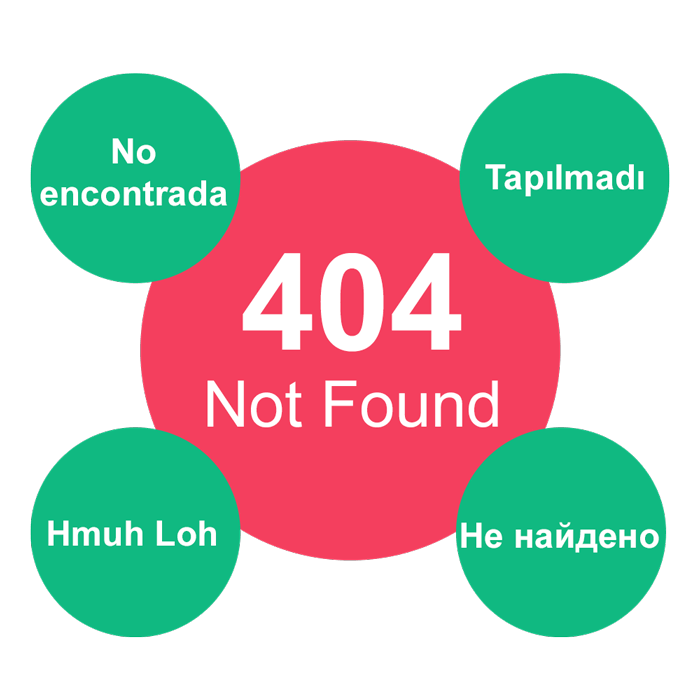 No
encontrada
Tapılmadı
404
Not Found
Hmuh Loh
Не найдено